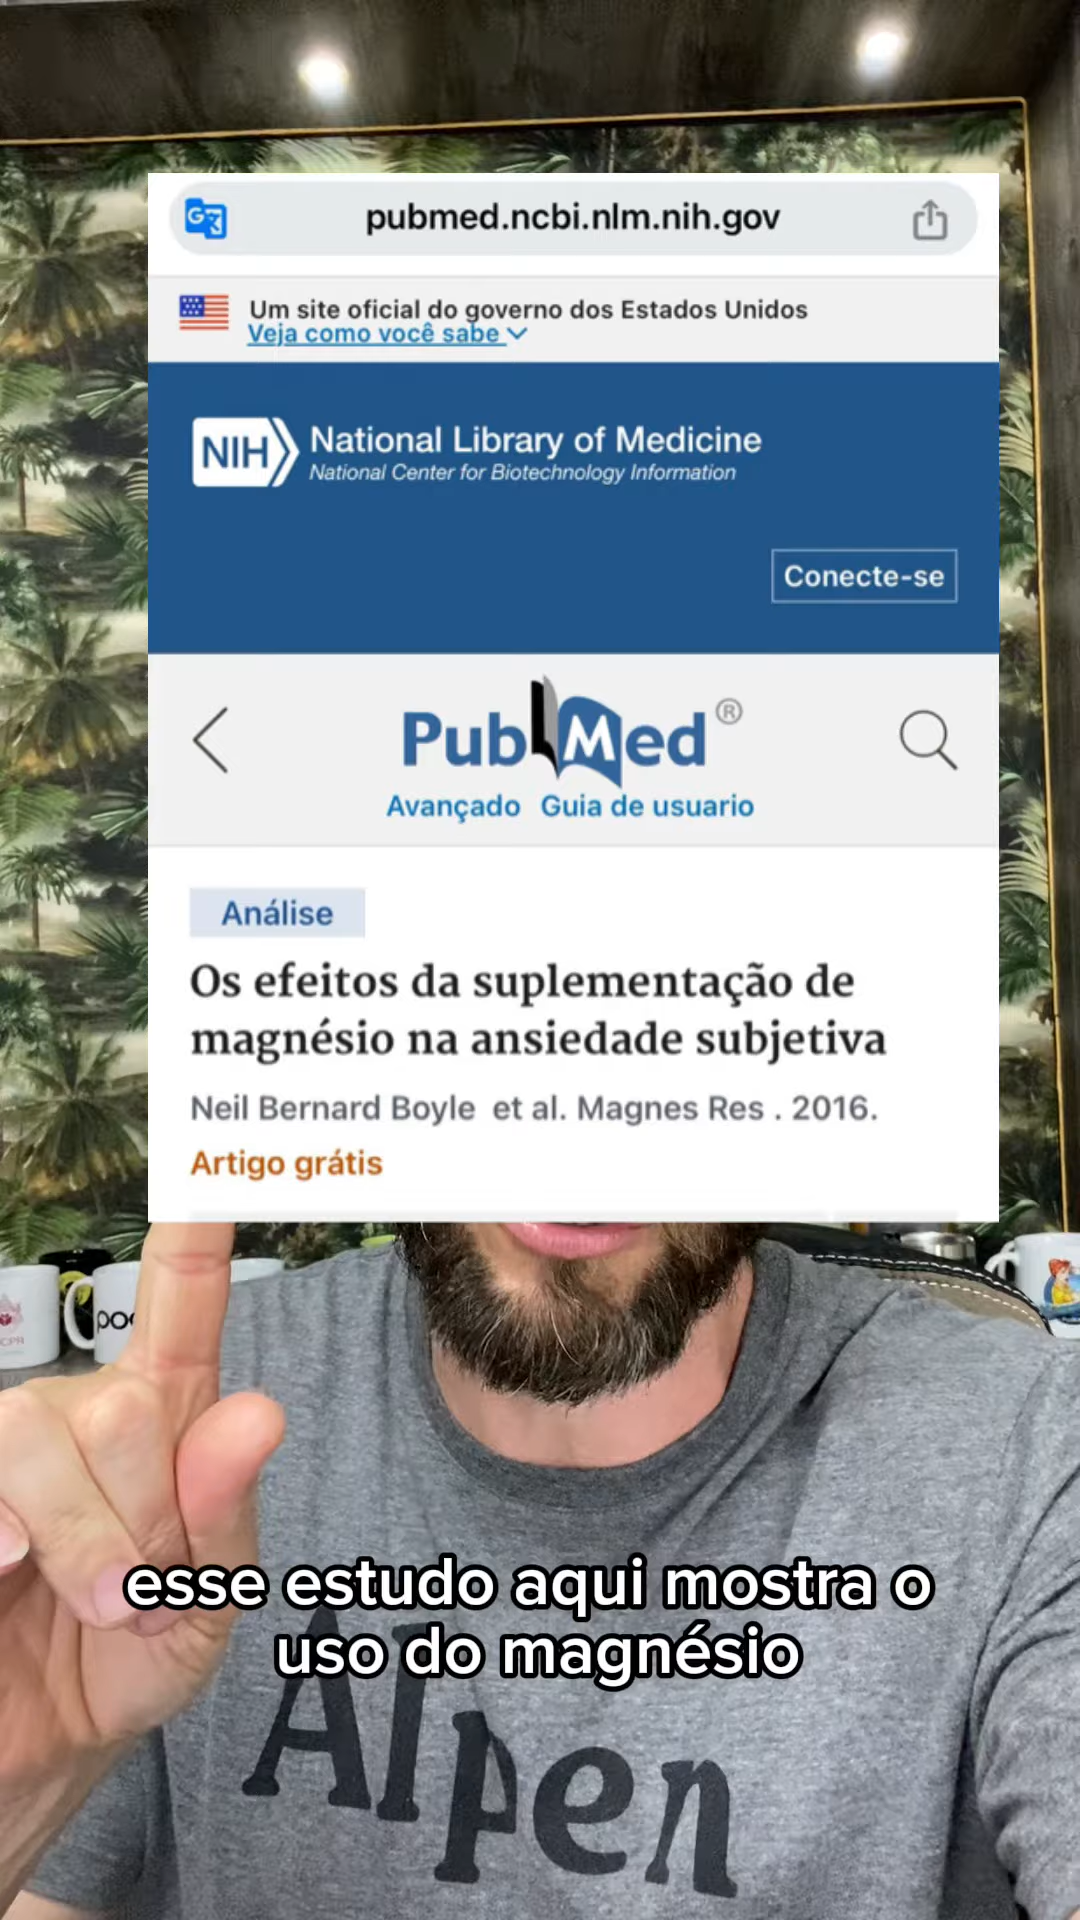 pubmed.ncbi.nlm.nih.gov
Um site oficial do governo dos Estados Unidos
Veja como você sabe
NIH National Library of Medicine
National Center for Biotechnology Information
Conecte-se
PubMed®
Avançado Guia de usuario
Análise
Os efeitos da suplementação de
magnésio na ansiedade subjetiva
Neil Bernard Boyle et al. Magnes Res . 2016.
Artigo grátis
CPR
poc
esse estudo aqui mostra o
uso do magnésio
Alpen